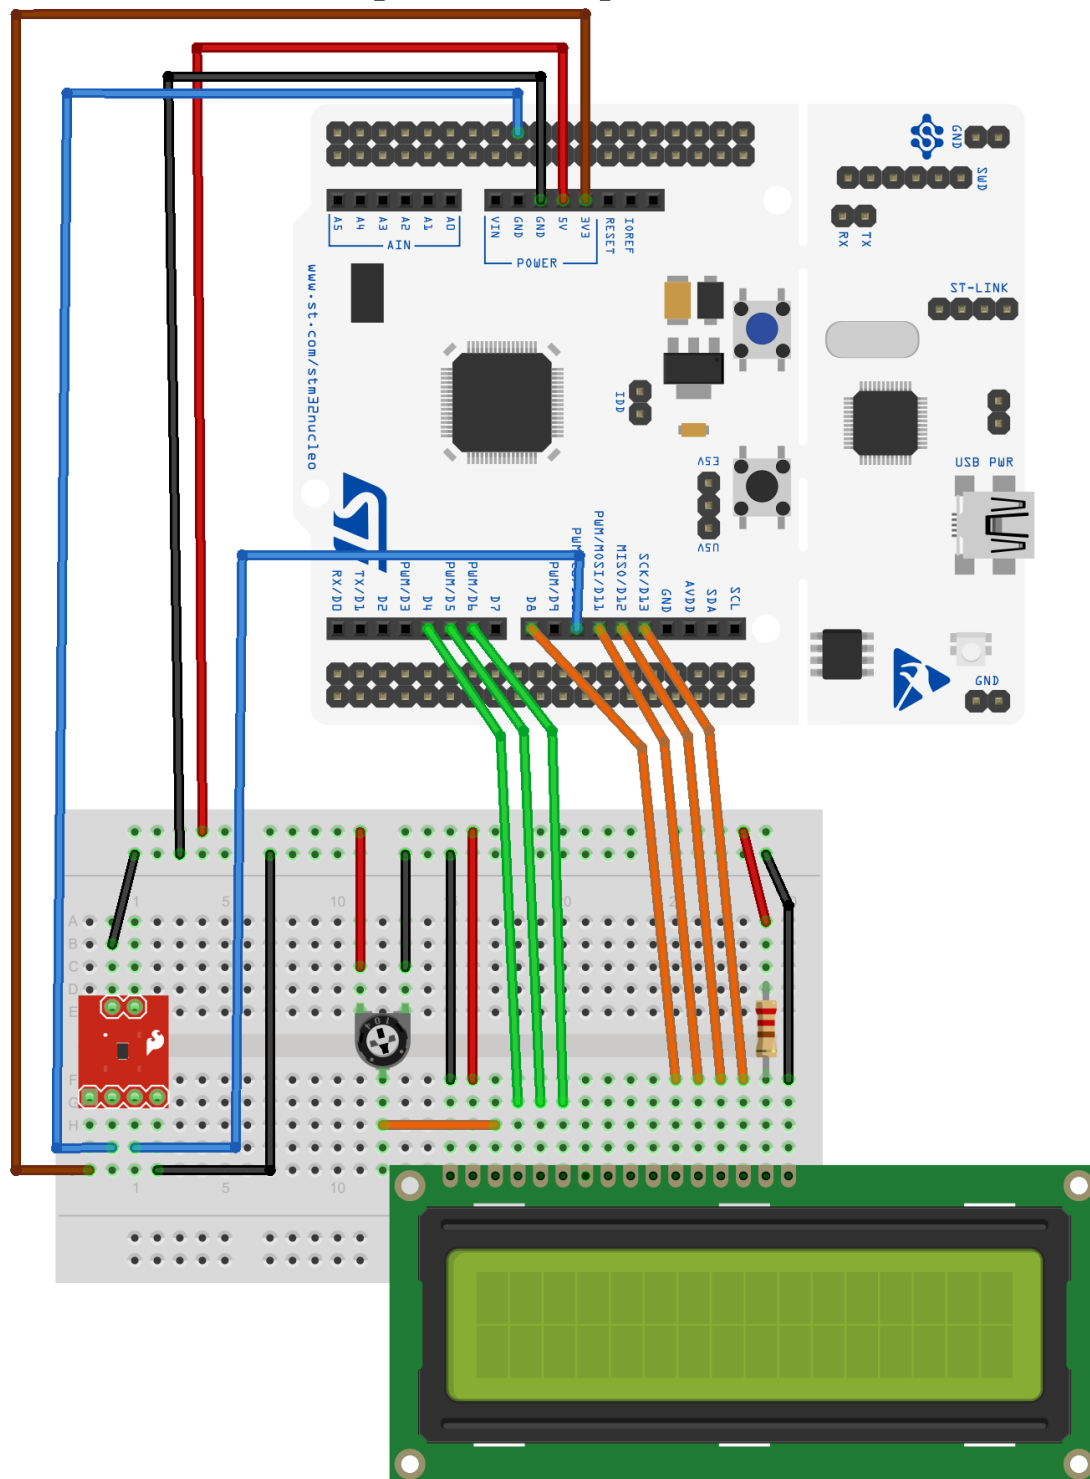 GND
SWD
A5
A4
A3
A2
A1
A0
AIN
VIN
GND
GND
5V
3V3
RESET
IOREF
POWER
RX
TX
ST-LINK
www.st.com/stm32nucleo
IDD
E5V
U5V
USB PWR
RX/D0
TX/D1
D2
PWM/D3
D4
PWM/D5
PWM/D6
D7
D8
PWM/D9
PWM/MOSI/D11
MISO/D12
SCK/D13
GND
AVDD
SDA
SCL
GND
1
5
10
A
B
C
D
E
F
G
H
1
5
10